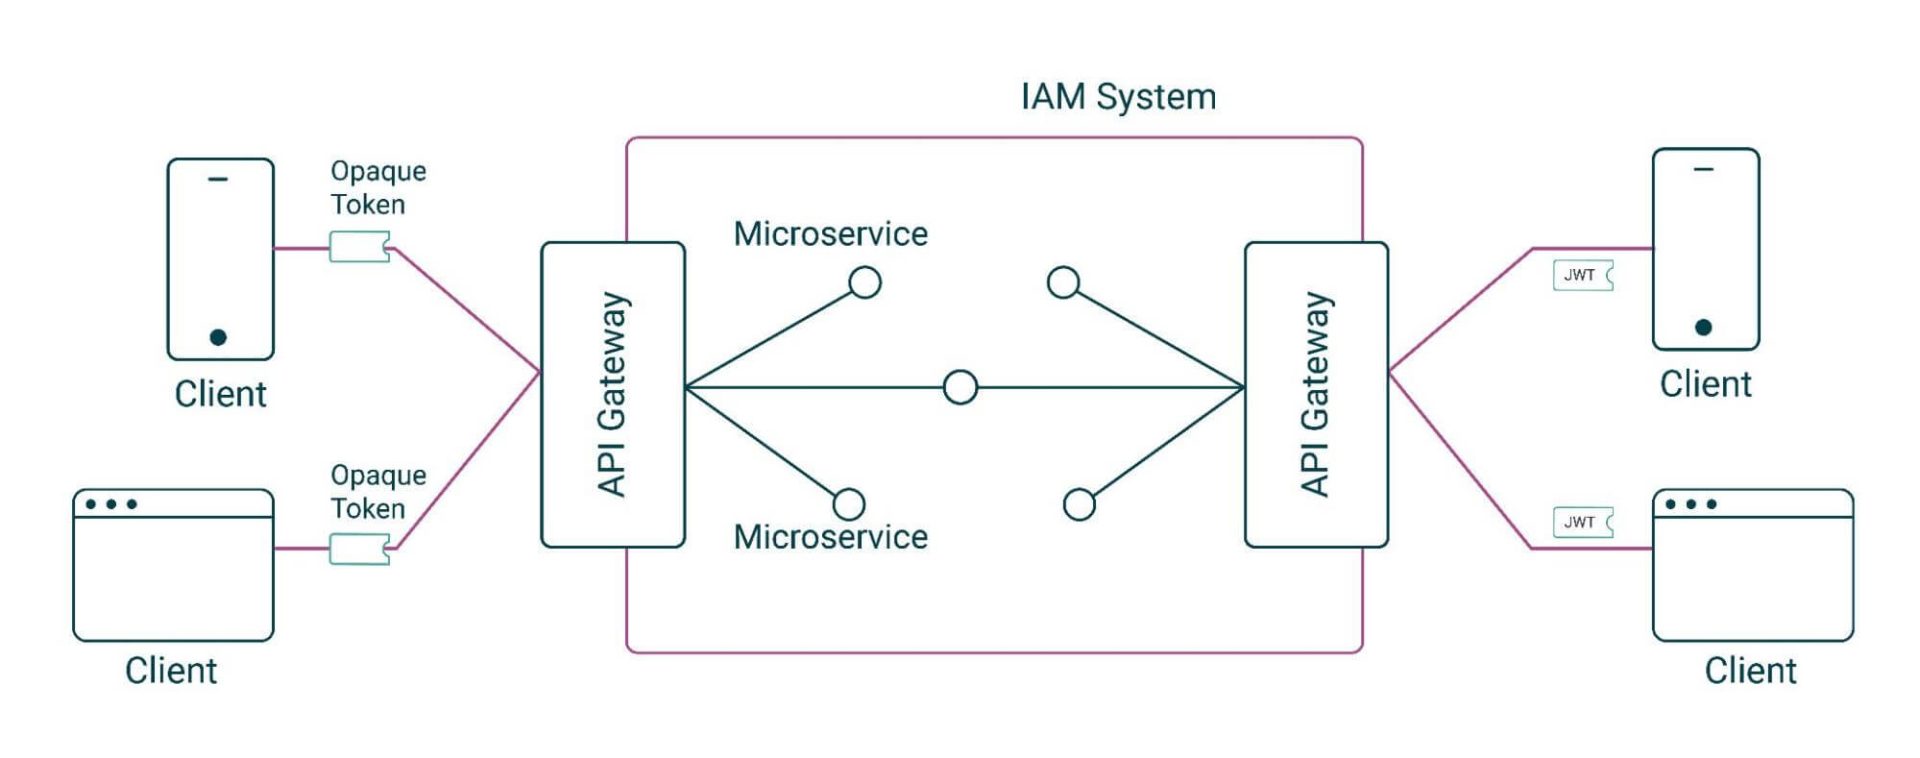 IAM System
Opaque
Token
Client
Opaque
Token
Client
API Gateway
Microservice
Microservice
API Gateway
JWT
Client
JWT
Client